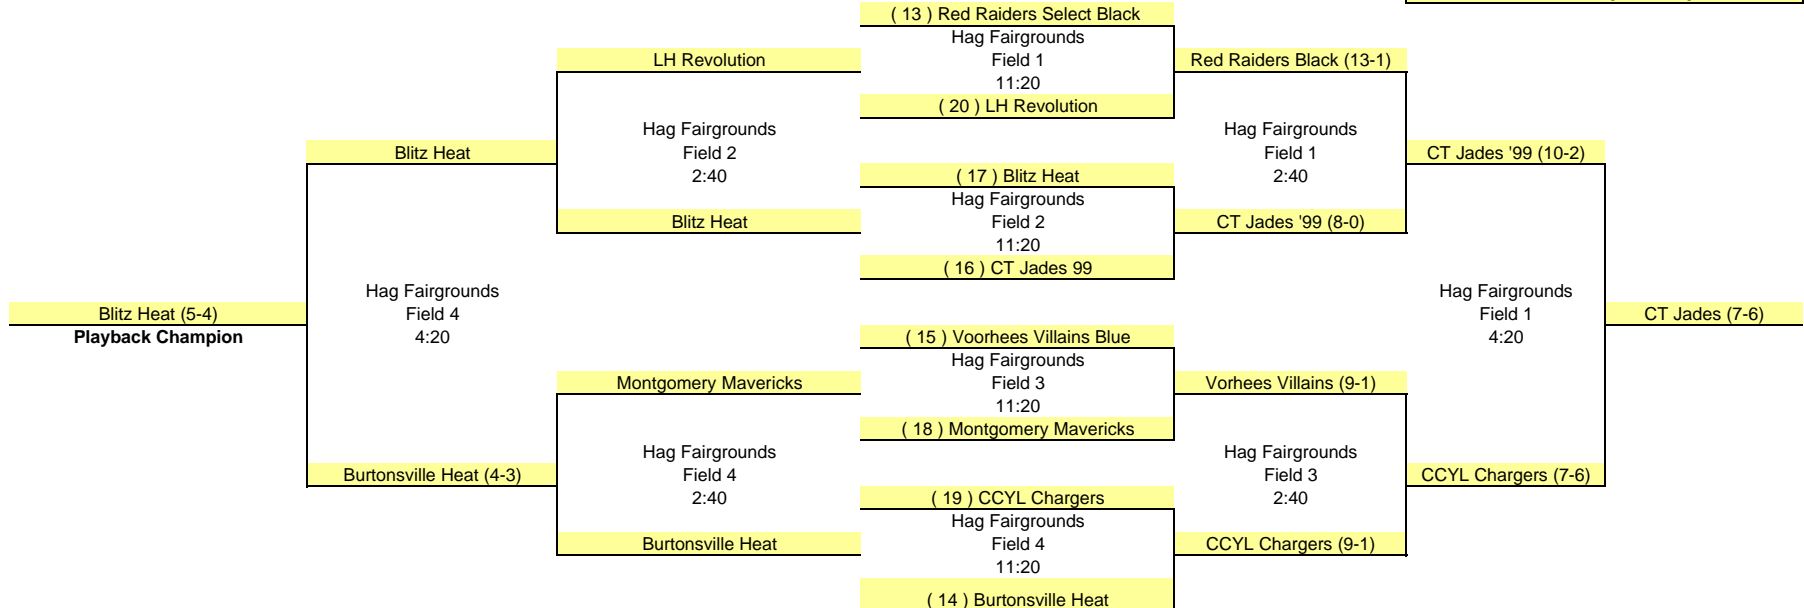 ( 13 ) Red Raiders Select Black
Hag Fairgrounds
LH Revolution
Field 1
Red Raiders Black (13-1)
11:20
( 20 ) LH Revolution
Hag Fairgrounds
Hag Fairgrounds
Blitz Heat
Field 2
Field 1
CT Jades '99 (10-2)
2:40
( 17 ) Blitz Heat
2:40
Hag Fairgrounds
Blitz Heat
Field 2
CT Jades '99 (8-0)
11:20
( 16 ) CT Jades 99
Hag Fairgrounds
Hag Fairgrounds
Blitz Heat (5-4)
Field 4
Field 1
CT Jades (7-6)
Playback Champion
4:20
( 15 ) Voorhees Villains Blue
4:20
Hag Fairgrounds
Montgomery Mavericks
Field 3
Vorhees Villains (9-1)
11:20
( 18 ) Montgomery Mavericks
Hag Fairgrounds
Hag Fairgrounds
Burtonsville Heat (4-3)
Field 4
Field 3
CCYL Chargers (7-6)
2:40
( 19 ) CCYL Chargers
2:40
Hag Fairgrounds
Burtonsville Heat
Field 4
CCYL Chargers (9-1)
11:20
( 14 ) Burtonsville Heat